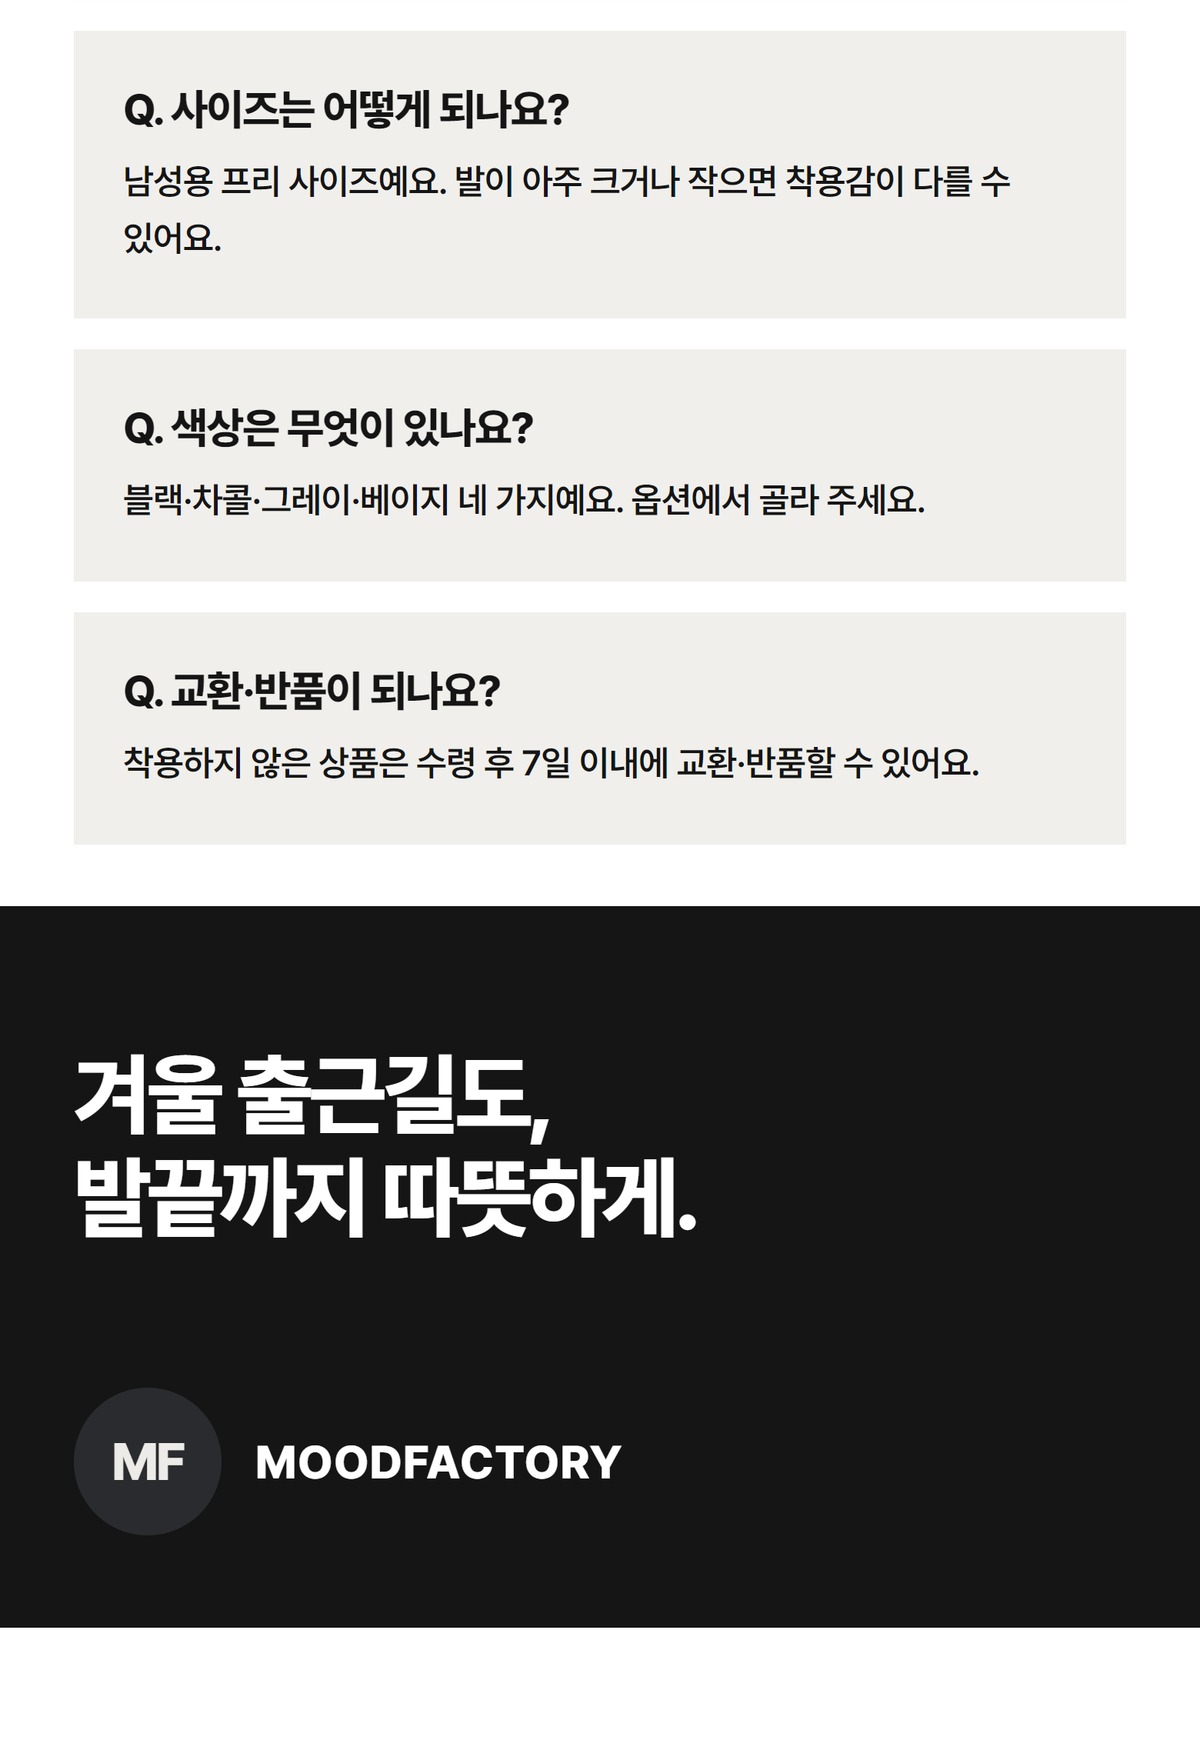 Q. 사이즈는 어떻게 되나요?
남성용 프리 사이즈예요. 발이 아주 크거나 작으면 착용감이 다를 수
있어요.
Q. 색상은 무엇이 있나요?
블랙·차콜·그레이·베이지 네 가지예요. 옵션에서 골라 주세요.
Q. 교환·반품이 되나요?
착용하지 않은 상품은 수령 후 7일 이내에 교환·반품할 수 있어요.
겨울 출근길도,
발끝까지 따뜻하게.
MF
MOODFACTORY